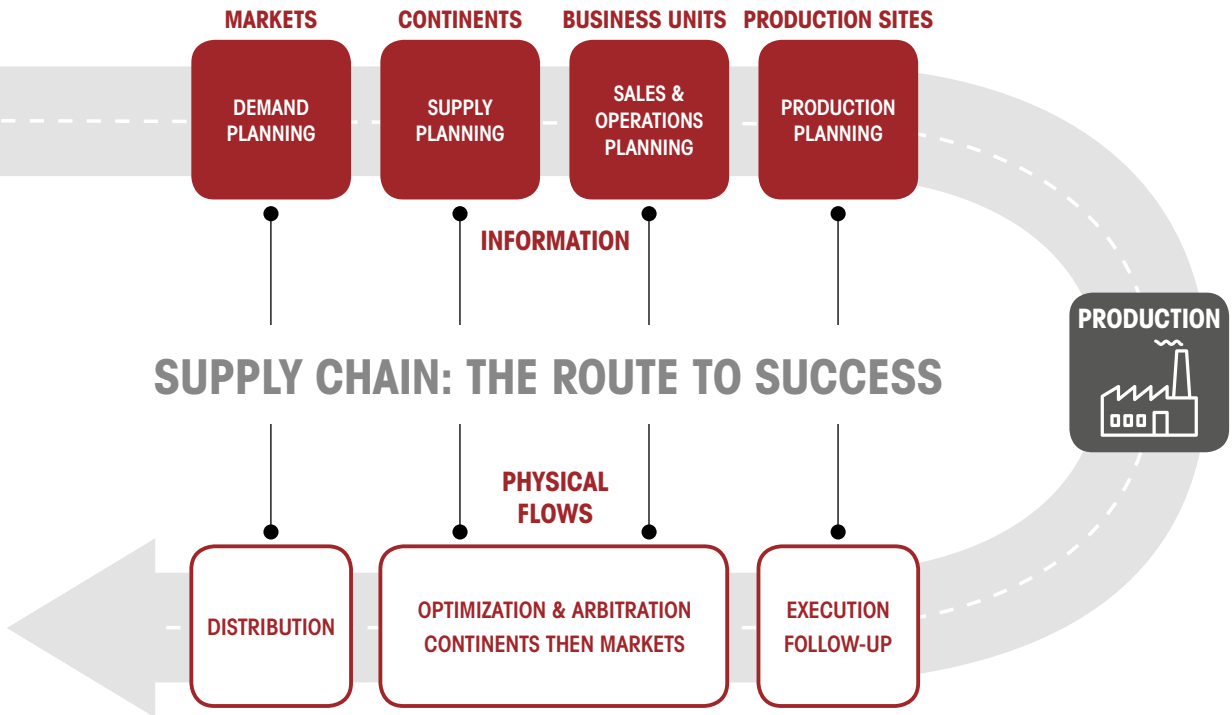 MARKETS
CONTINENTS
BUSINESS UNITS
PRODUCTION SITES
DEMAND
PLANNING
SUPPLY
PLANNING
SALES &
OPERATIONS
PLANNING
PRODUCTION
PLANNING
INFORMATION
PRODUCTION
SUPPLY CHAIN: THE ROUTE TO SUCCESS
PHYSICAL
FLOWS
DISTRIBUTION
OPTIMIZATION & ARBITRATION
CONTINENTS THEN MARKETS
EXECUTION
FOLLOW-UP